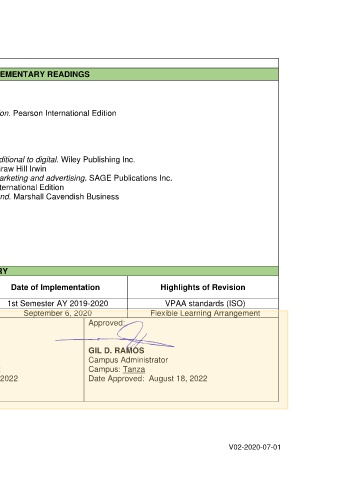 EMENTARY READINGS
on. Pearson International Edition
ditional to digital. Wiley Publishing Inc.
raw Hill Irwin
arketing and advertising. SAGE Publications Inc.
ternational Edition
nd. Marshall Cavendish Business
RY
Date of Implementation Highlights of Revision
1st Semester AY 2019-2020 VPAA standards (ISO)
September 6, 2020 Flexible Learning Arrangement
Approved:
GIL D. RAMOS
Campus Administrator
Campus: Tanza
2022 Date Approved: August 18, 2022
V02-2020-07-01